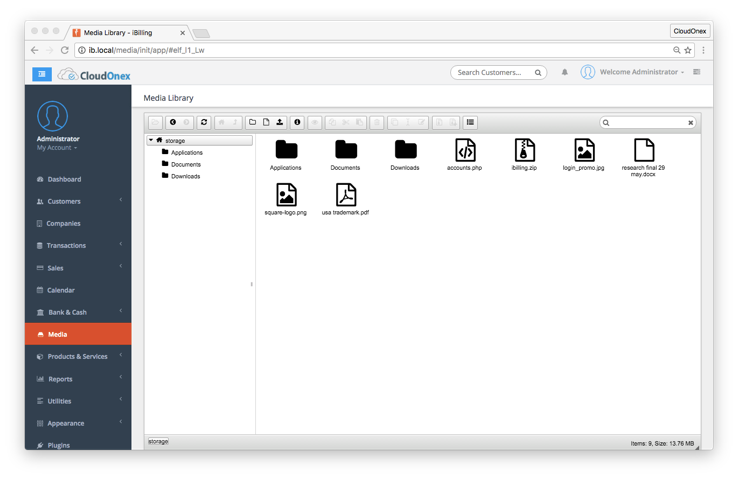 Media Library - iBilling
CloudOnex
ib.local/media/init/app/#elf_l1_Lw
CloudOnex
Search Customers...
Welcome Administrator
Administrator
My Account
Media Library
Dashboard
Customers
Companies
Transactions
Sales
Calendar
Bank & Cash
Media
Products & Services
Reports
Utilities
Appearance
Plugins
storage
Applications
Documents
Downloads
Applications
Documents
Downloads
accounts.php
ibilling.zip
login_promo.jpg
research final 29
may.docx
square-logo.png
usa trademark.pdf
storage
Items: 9, Size: 13.76 MB